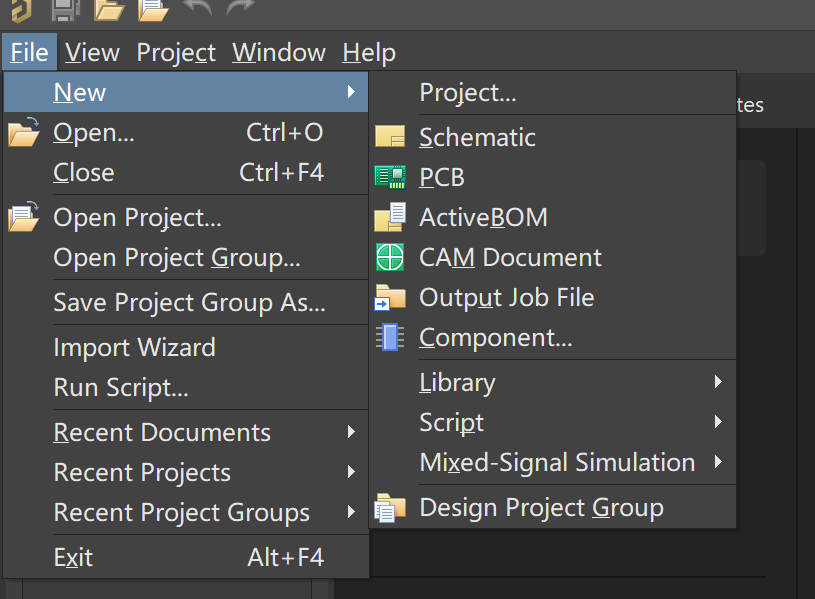 File View Project Window Help
New
Open... Ctrl+O
Close Ctrl+F4
Open Project...
Open Project Group...
Save Project Group As...
Import Wizard
Run Script...
Recent Documents
Recent Projects
Recent Project Groups
Exit Alt+F4
Project...
Schematic
PCB
ActiveBOM
CAM Document
Output Job File
Component...
Library
Script
Mixed-Signal Simulation
Design Project Group